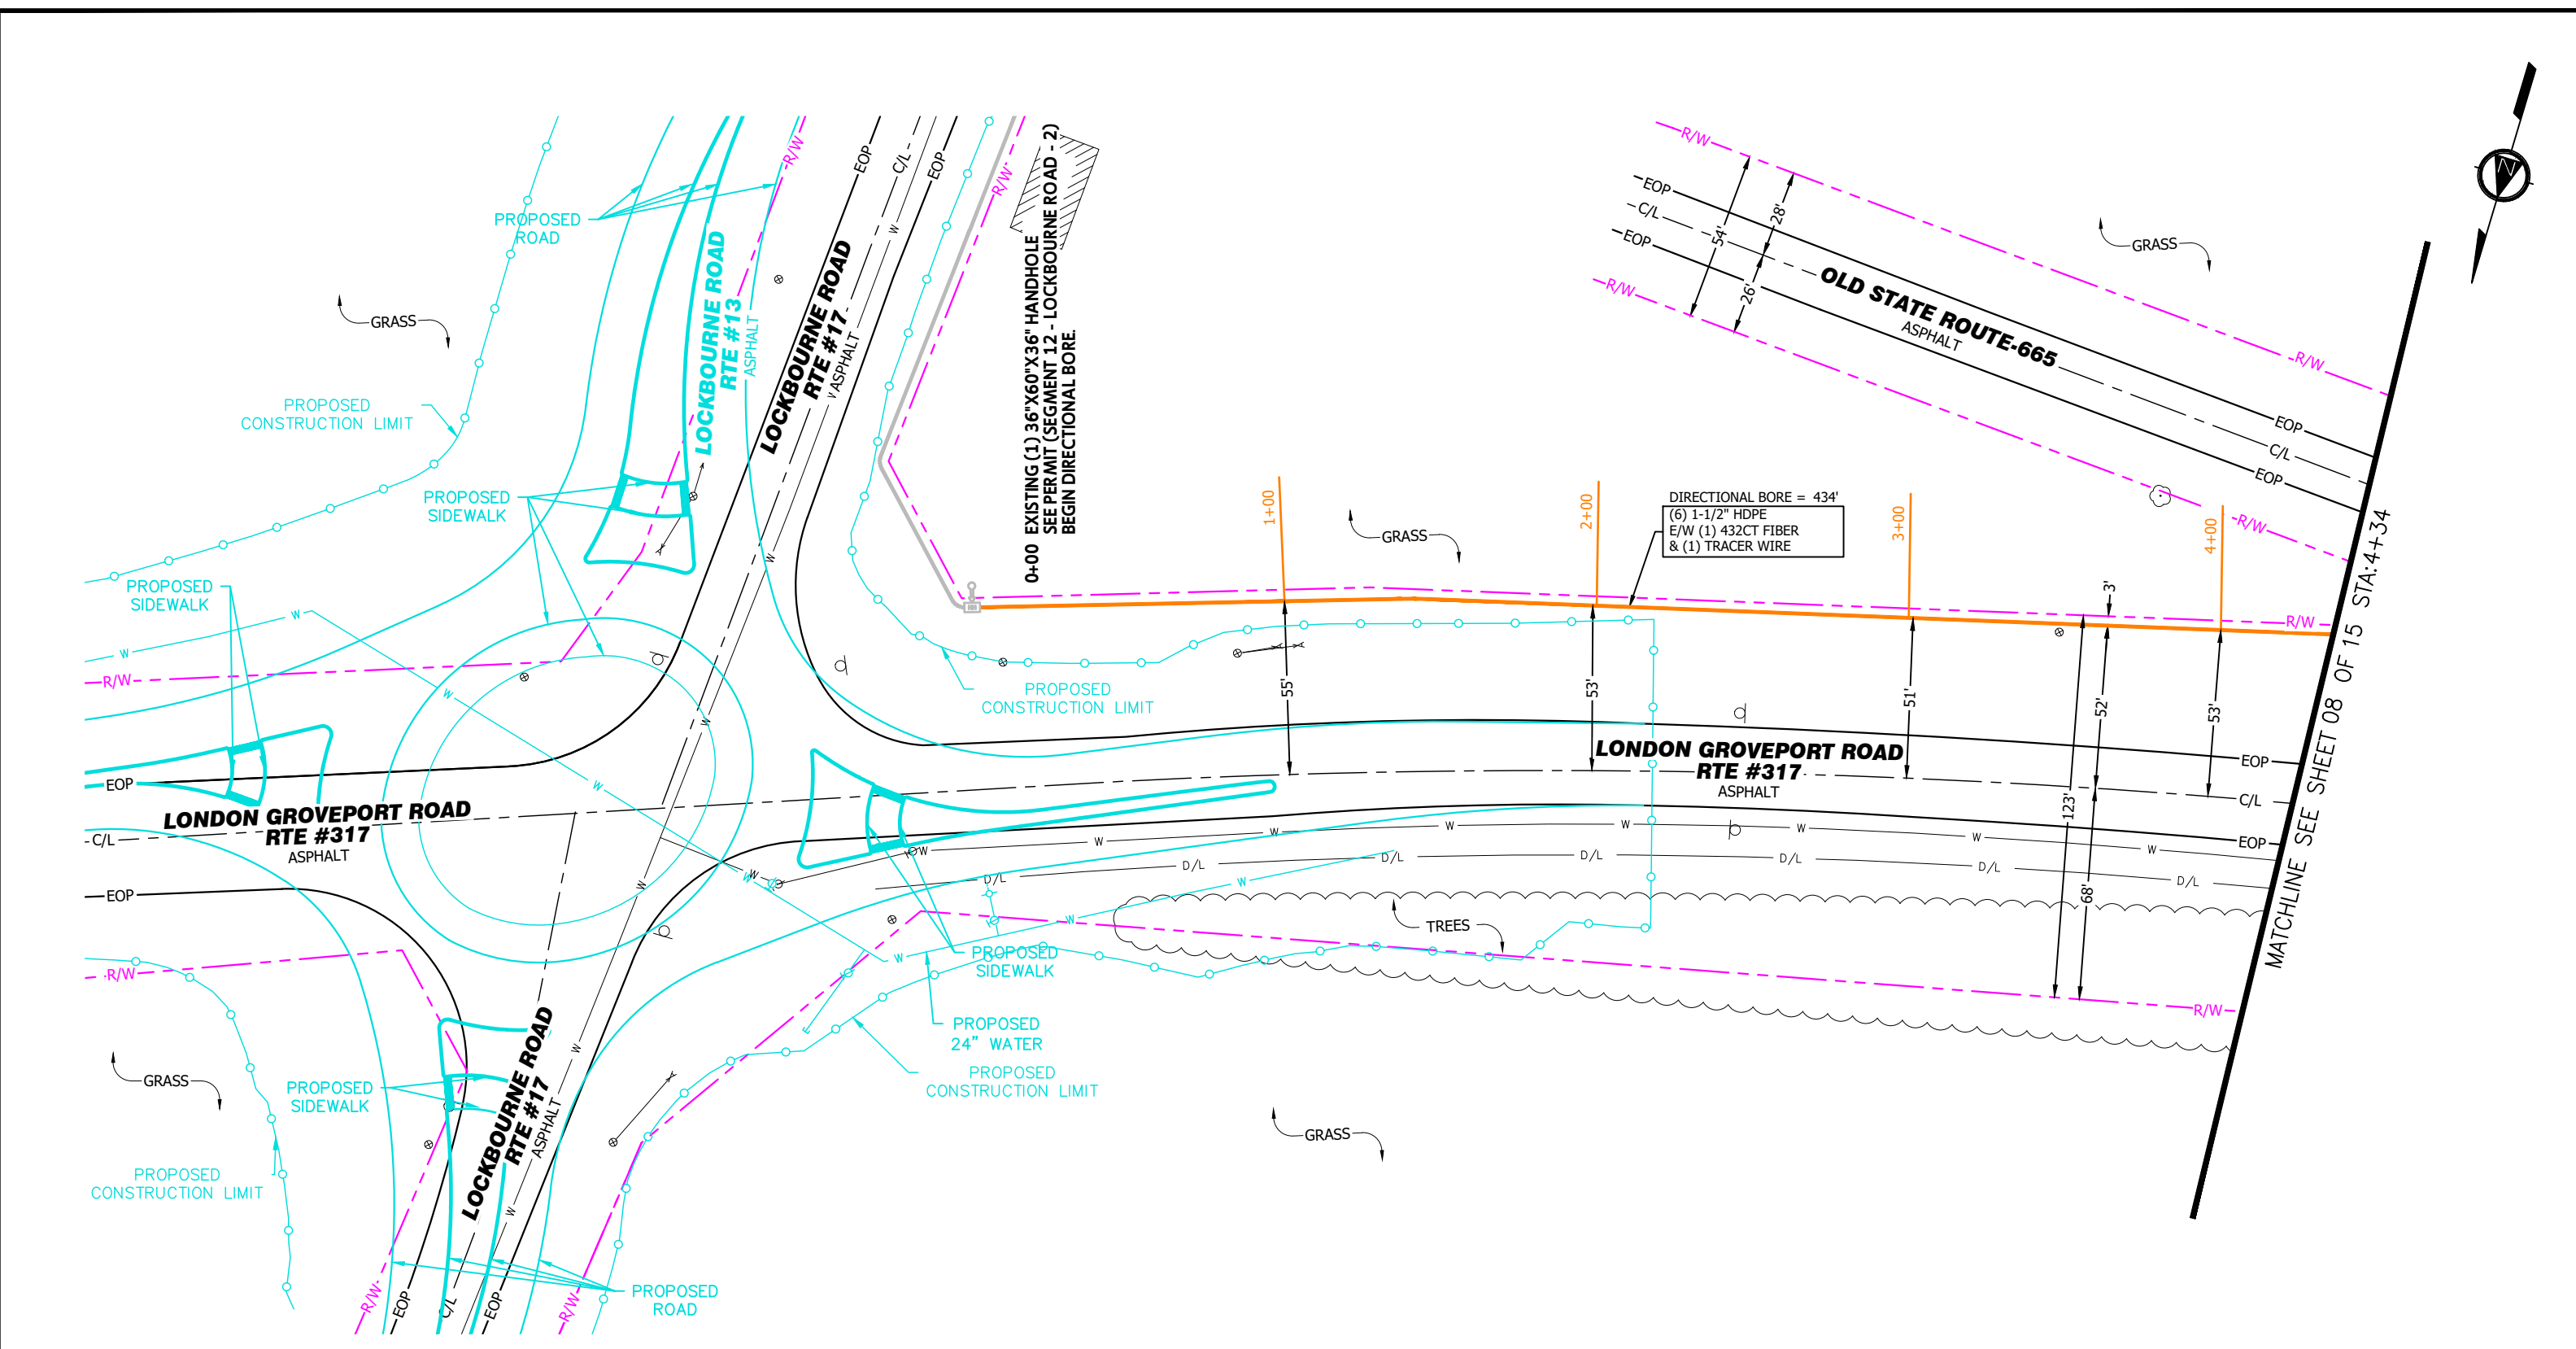 R/W
R/W
EOP
C/L
EOP
R/W
0+00 EXISTING (1) 36"X60"X36" HANDHOLE
SEE PERMIT (SEGMENT 12 - LOCKBOURNE ROAD - 2)
BEGIN DIRECTIONAL BORE.
R/W
EOP
C/L
EOP
R/W
54'
28'
26'
OLD STATE ROUTE-665
ASPHALT
GRASS
N
R/W
EOP
C/L
EOP
R/W
PROPOSED
ROAD
GRASS
LOCKBOURNE ROAD
RTE #13
ASPHALT
LOCKBOURNE ROAD
RTE #17
ASPHALT
W
W
PROPOSED
CONSTRUCTION LIMIT
PROPOSED
SIDEWALK
PROPOSED
SIDEWALK
1+00
2+00
3+00
4+00
GRASS
DIRECTIONAL BORE = 434'
(6) 1-1/2" HDPE
E/W (1) 432CT FIBER
& (1) TRACER WIRE
3'
R/W
MATCHLINE SEE SHEET 08 OF 15 STA:4+34
W
W
W
R/W
W
W
PROPOSED
CONSTRUCTION LIMIT
55'
53'
51'
52'
53'
123'
68'
EOP
LONDON GROVEPORT ROAD
RTE #317
ASPHALT
C/L
EOP
LONDON GROVEPORT ROAD
RTE #317
ASPHALT
EOP
C/L
EOP
W
W
W
W
W
W
W
W
W
W
W
W
D/L
D/L
D/L
D/L
D/L
D/L
W
W
W
TREES
R/W
PROPOSED
SIDEWALK
R/W
PROPOSED
24" WATER
PROPOSED
CONSTRUCTION LIMIT
GRASS
PROPOSED
SIDEWALK
LOCKBOURNE ROAD
RTE #17
ASPHALT
W
W
GRASS
PROPOSED
CONSTRUCTION LIMIT
R/W
EOP
C/L
EOP
R/W
PROPOSED
ROAD